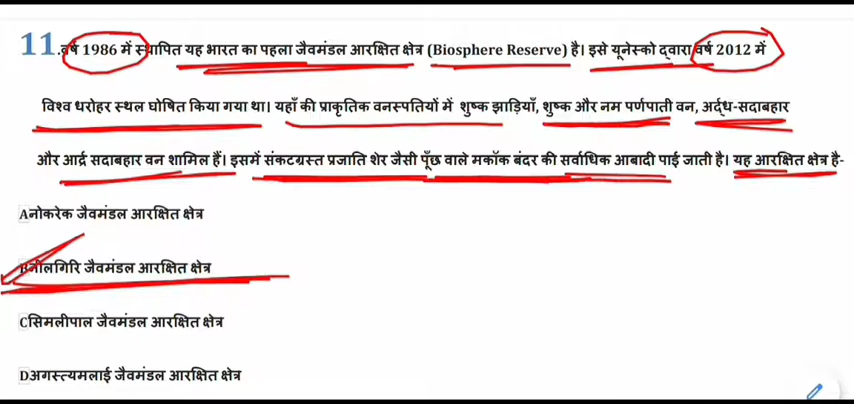 11.वर्ष 1986 में स्थापित यह भारत का पहला जैवमंडल आरक्षित क्षेत्र (Biosphere Reserve) है। इसे यूनेस्को द्वारा वर्ष 2012 में
विश्व धरोहर स्थल घोषित किया गया था। यहाँ की प्राकृतिक वनस्पतियों में शुष्क झाड़ियाँ, शुष्क और नम पर्णपाती वन, अर्द्ध-सदाबहार
और आर्द्र सदाबहार वन शामिल हैं। इसमें संकटग्रस्त प्रजाति शेर जैसी पूँछ वाले मकॉक बंदर की सर्वाधिक आबादी पाई जाती है। यह आरक्षित क्षेत्र है-
Aनोकरेक जैवमंडल आरक्षित क्षेत्र
Bनीलगिरि जैवमंडल आरक्षित क्षेत्र
Cसिमलीपाल जैवमंडल आरक्षित क्षेत्र
Dअगस्त्यमलाई जैवमंडल आरक्षित क्षेत्र